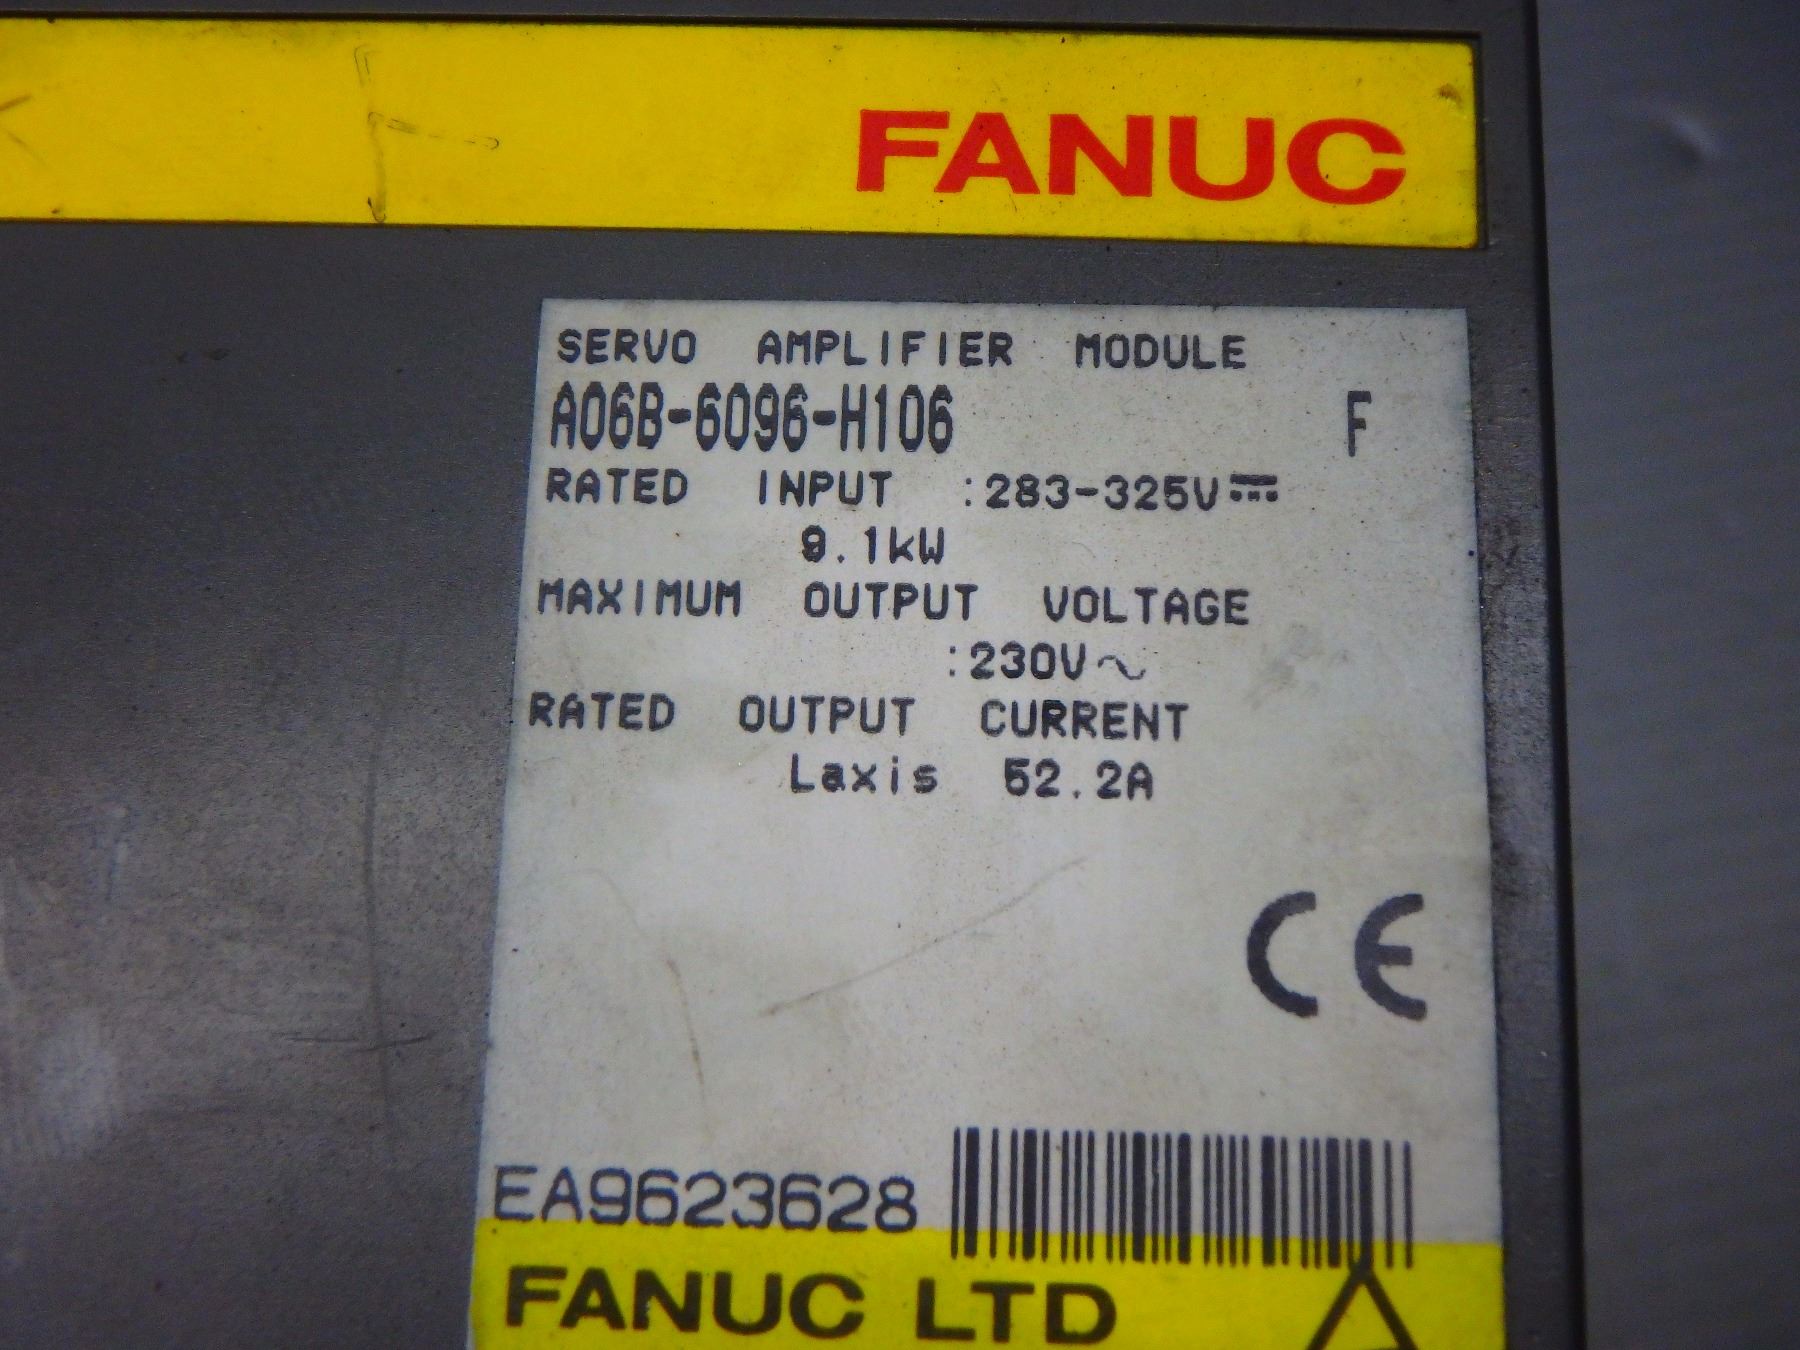 FANUC
SERVO AMPLIFIER MODULE
A06B-6096-H106 F
RATED INPUT :283-325V⎓
9.1kW
MAXIMUM OUTPUT VOLTAGE
:230V~
RATED OUTPUT CURRENT
Laxis 52.2A
CE
EA9623628
FANUC LTD